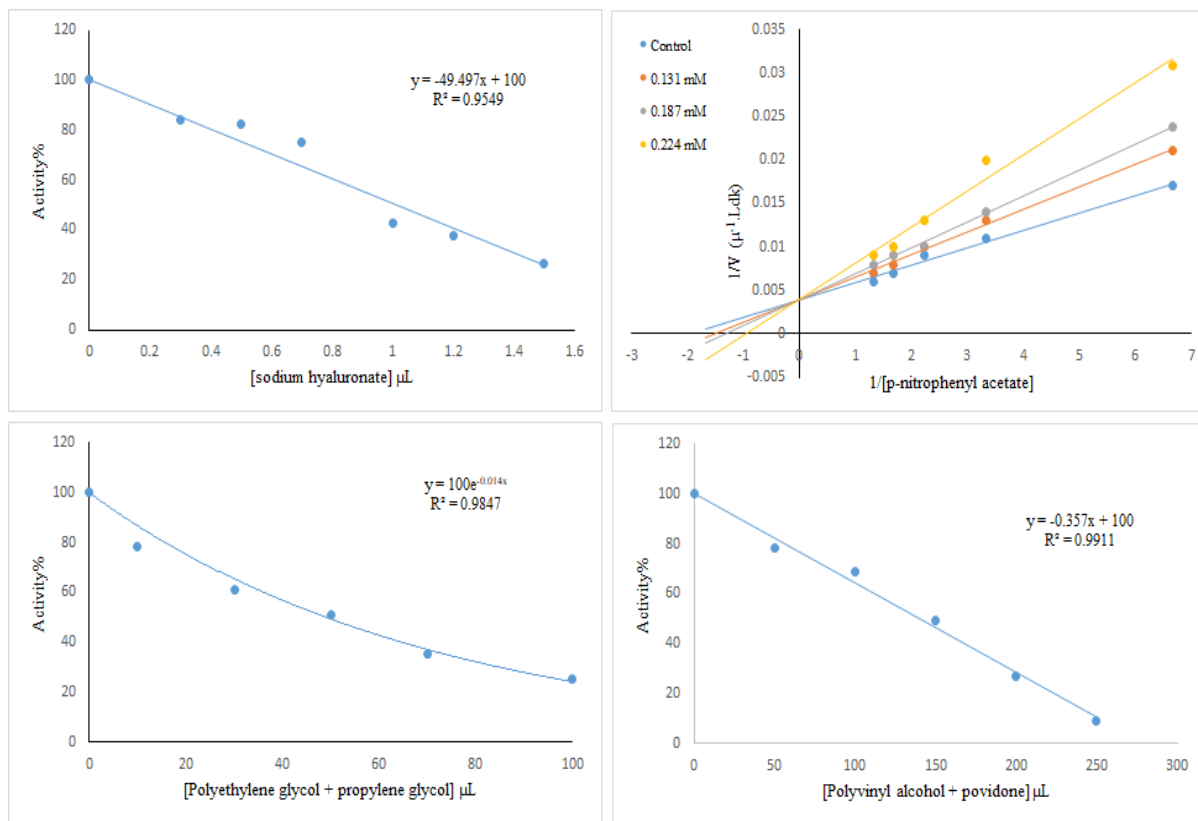 120
100
80
60
40
20
0
Activity%
y = -49.497x + 100
R² = 0.9549
0 0.2 0.4 0.6 0.8 1 1.2 1.4 1.6
[sodium hyaluronate] µL
0.035
0.03
0.025
0.02
0.015
0.01
0.005
0
-0.005
1/V (µ⁻¹.Ldk)
Control
0.131 mM
0.187 mM
0.224 mM
-3 -2 -1 0 1 2 3 4 5 6 7
1/[p-nitrophenyl acetate]
120
100
80
60
40
20
0
Activity%
y = 100e⁻⁰·⁰¹⁴ˣ
R² = 0.9847
0 20 40 60 80 100
[Polyethylene glycol + propylene glycol] µL
120
100
80
60
40
20
0
Activity%
y = -0.357x + 100
R² = 0.9911
0 50 100 150 200 250 300
[Polyvinyl alcohol + povidone] µL